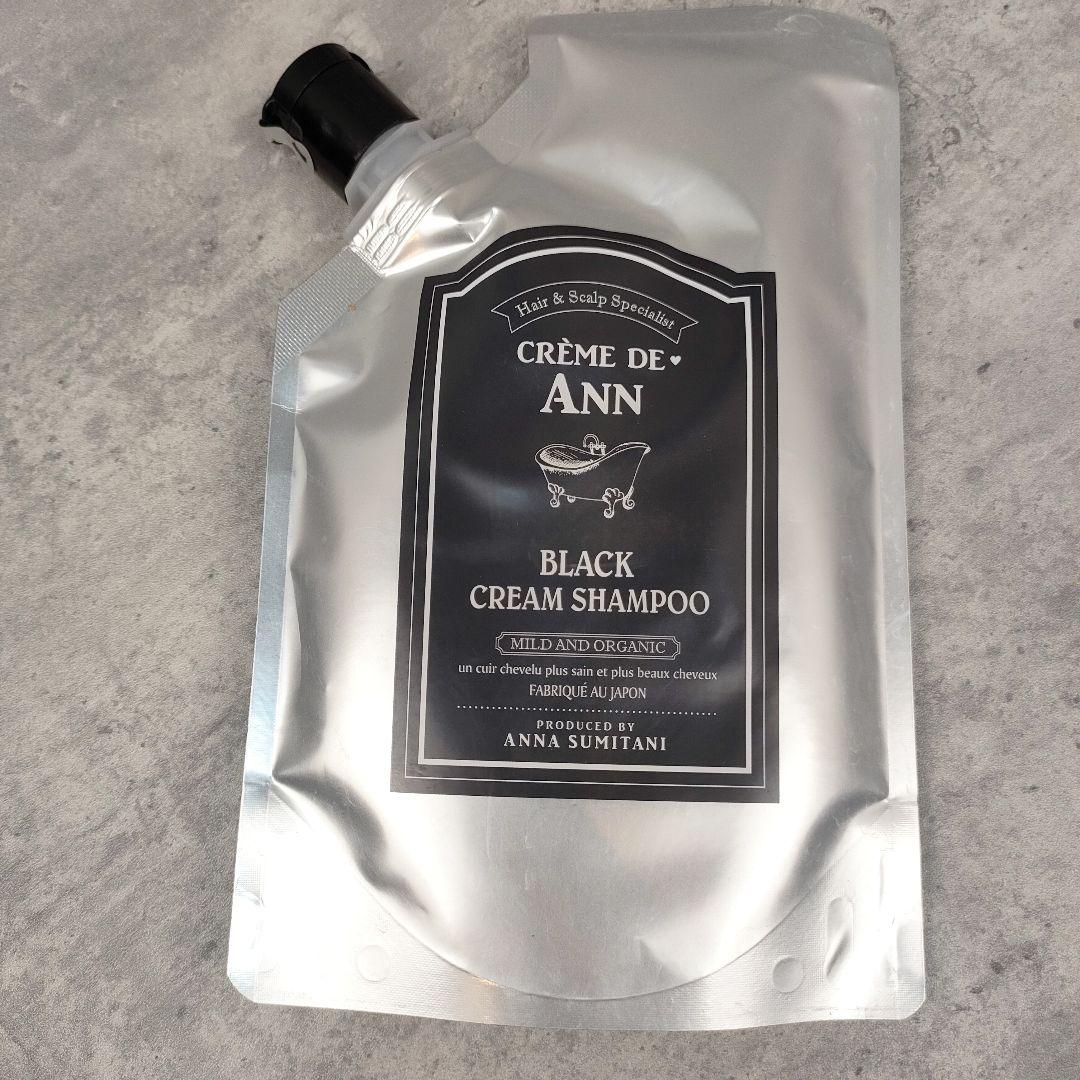 Hair & Scalp Specialist
CRÈME DE♥
ANN
BLACK
CREAM SHAMPOO
MILD AND ORGANIC
un cuir chevelu plus sain et plus beaux cheveux
FABRIQUÉ AU JAPON
PRODUCED BY
ANNA SUMITANI